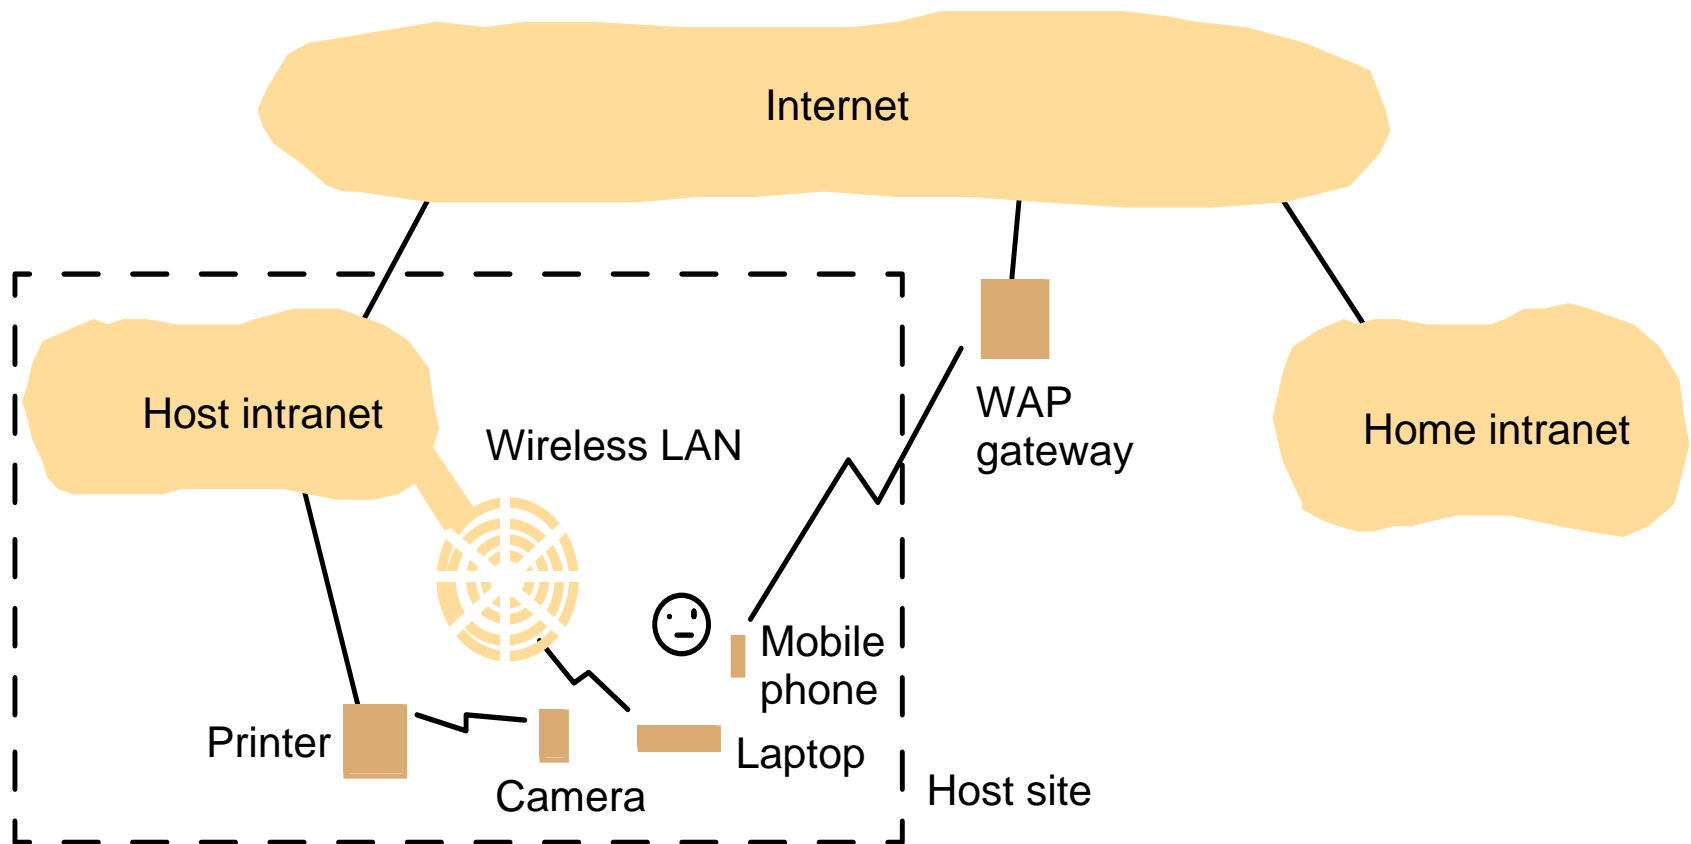 Internet
Host intranet
Wireless LAN
WAP
gateway
Home intranet
Mobile
phone
Printer
Camera
Laptop
Host site